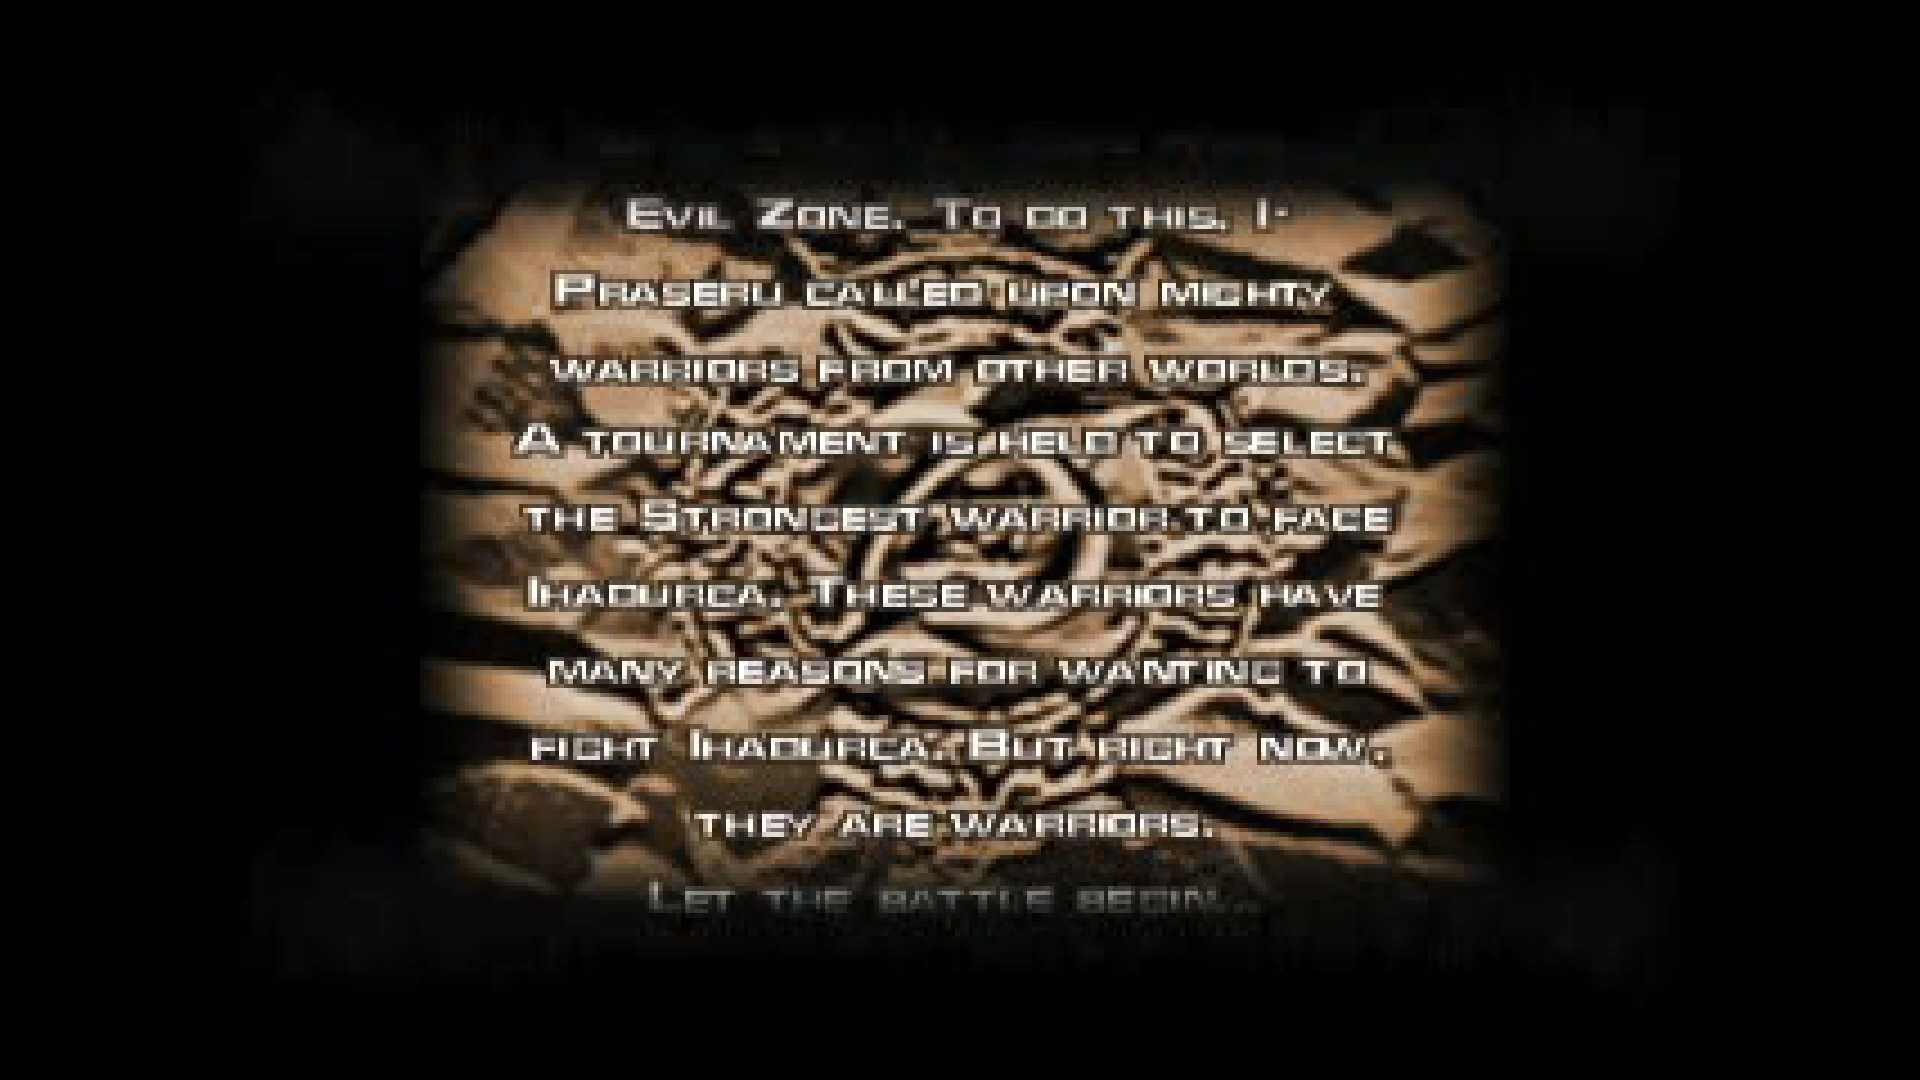 Evil Zone. To do this, I-
Praseru called upon mighty
warriors from other worlds.
A tournament is held to select
the Strongest warrior to face
Ihadurca. These warriors have
many reasons for wanting to
fight Ihadurca. But right now,
they are warriors.
Let the battle begin...